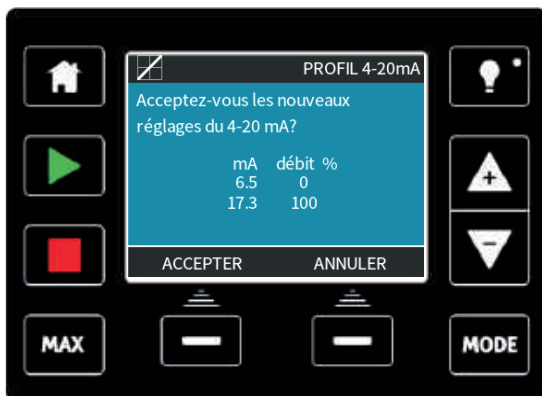 PROFIL 4-20mA
Acceptez-vous les nouveaux
réglages du 4-20 mA?
mA débit %
6.5 0
17.3 100
ACCEPTER ANNULER
MAX
MODE